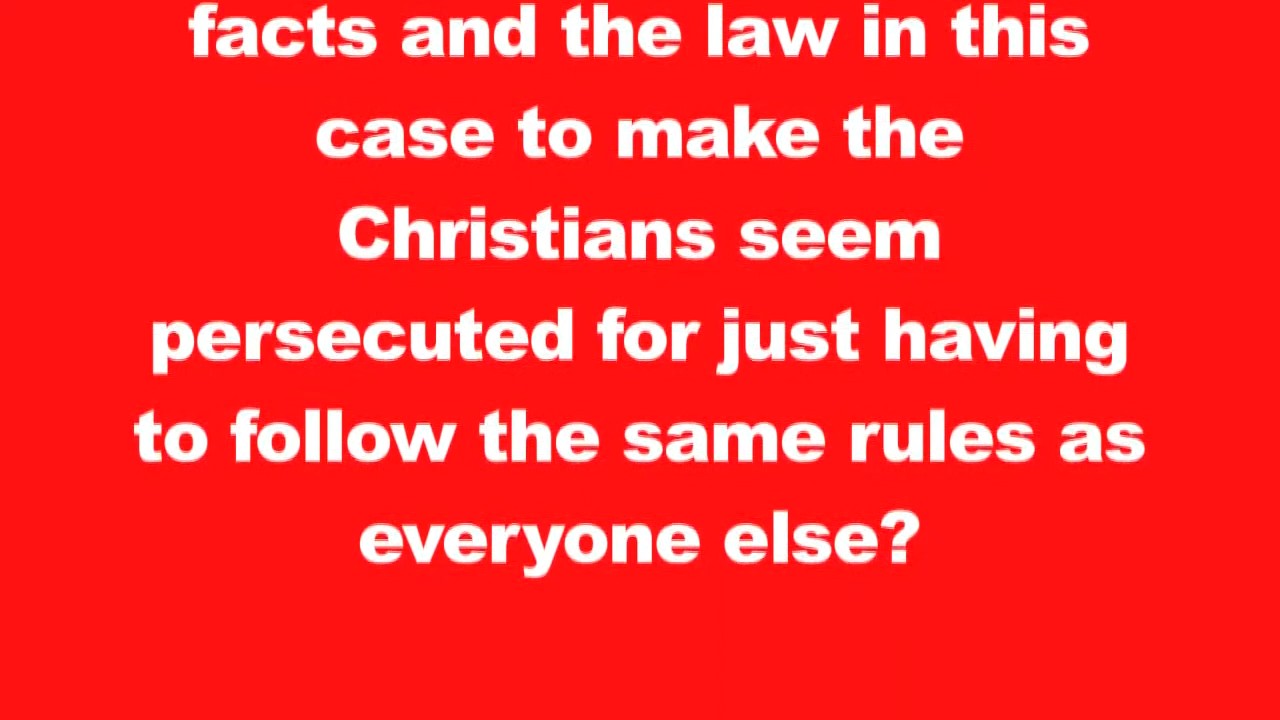 facts and the law in this
case to make the
Christians seem
persecuted for just having
to follow the same rules as
everyone else?